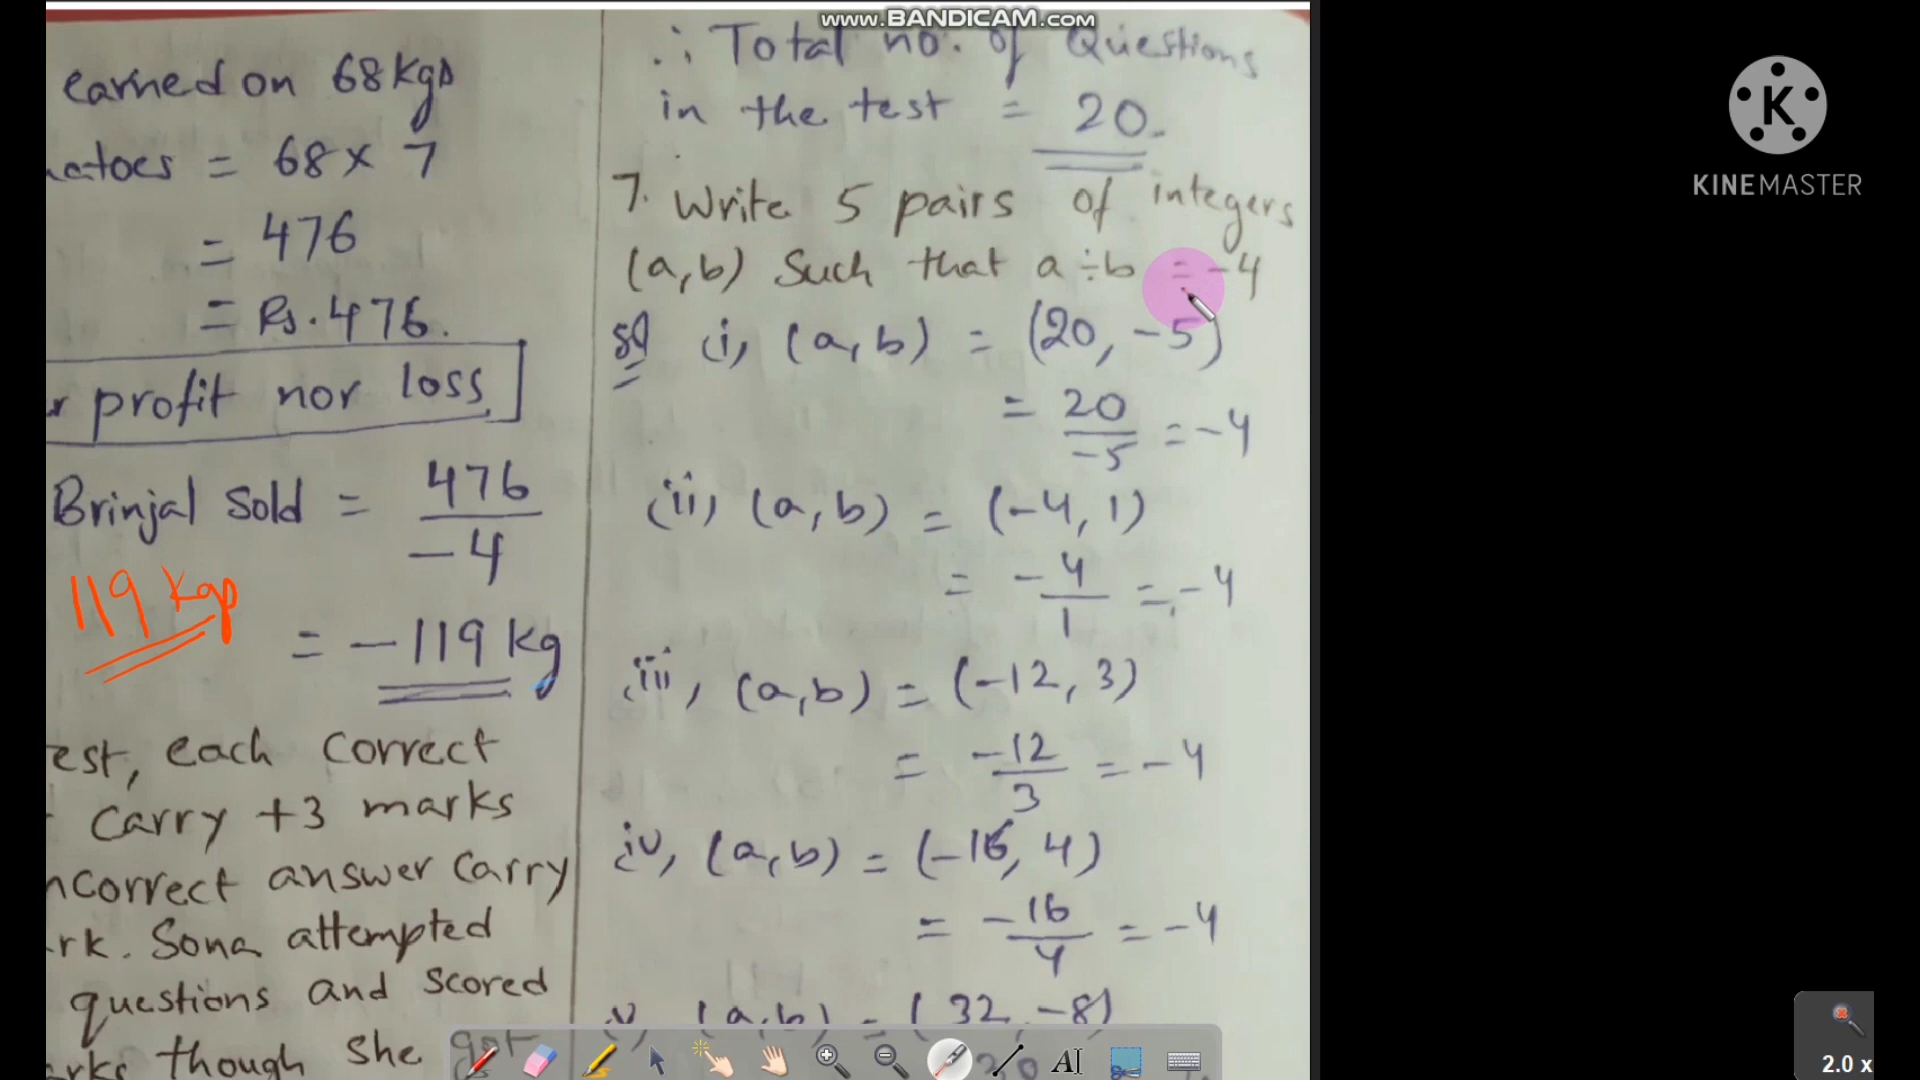 www.BANDICAM.com
earned on 68 kgs
matoes = 68 x 7
= 476
= Rs. 476.
r profit nor loss
Brinjal Sold = 476
-4
119 kgs
= -119 kg
est, each correct
carry +3 marks
ncorrect answer carry
rk. Sona attempted
questions and scored
rks though she got
∴ Total no. of Questions
in the test = 20.
7. Write 5 pairs of integers
(a,b) Such that a ÷ b = -4
Sol (i) (a,b) = (20, -5)
= 20
-5 = -4
(ii) (a,b) = (-4, 1)
= -4
1 = -4
(iii) (a,b) = (-12, 3)
= -12
3 = -4
(iv) (a,b) = (-16, 4)
= -16
4 = -4
(v) (a,b) = (32, -8)
KINEMASTER
2.0 x